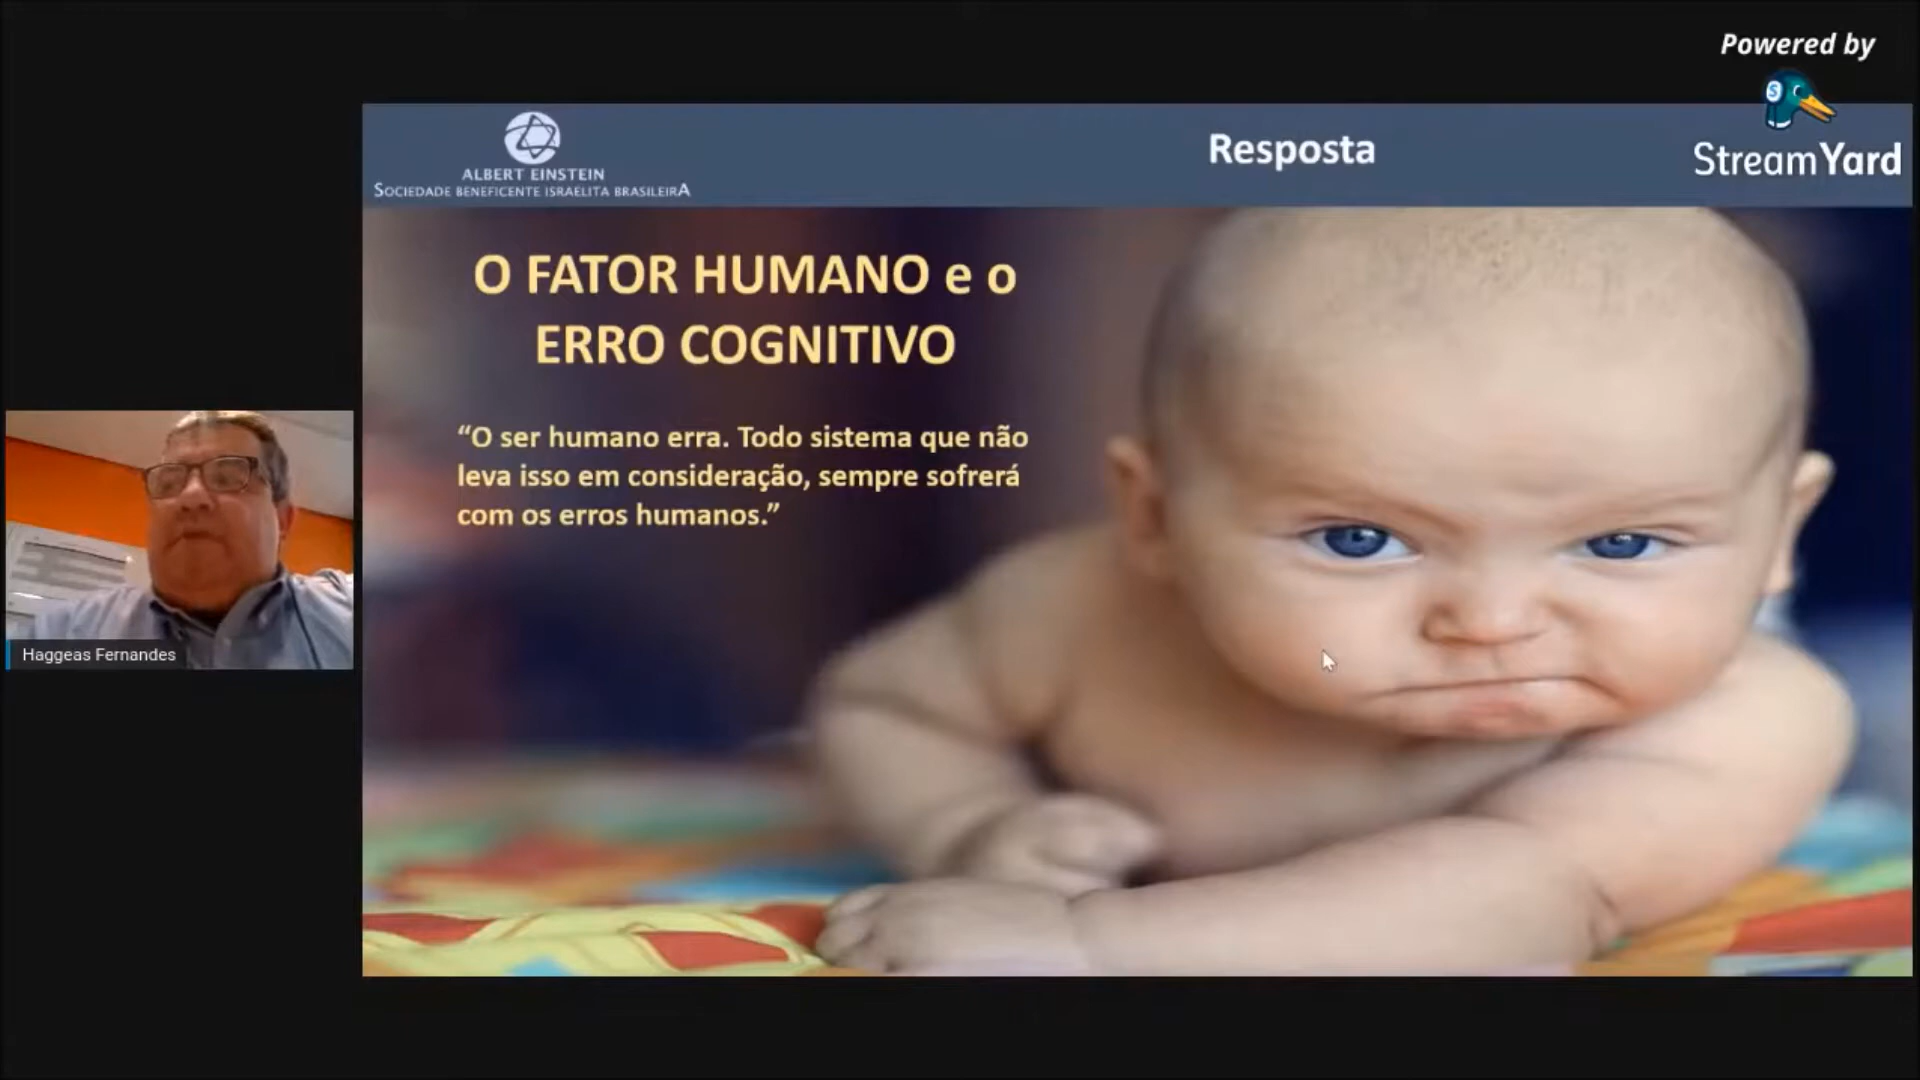 Powered by
StreamYard
ALBERT EINSTEIN
SOCIEDADE BENEFICENTE ISRAELITA BRASILEIRA
Resposta
O FATOR HUMANO e o
ERRO COGNITIVO
“O ser humano erra. Todo sistema que não
leva isso em consideração, sempre sofrerá
com os erros humanos.”
Haggeas Fernandes